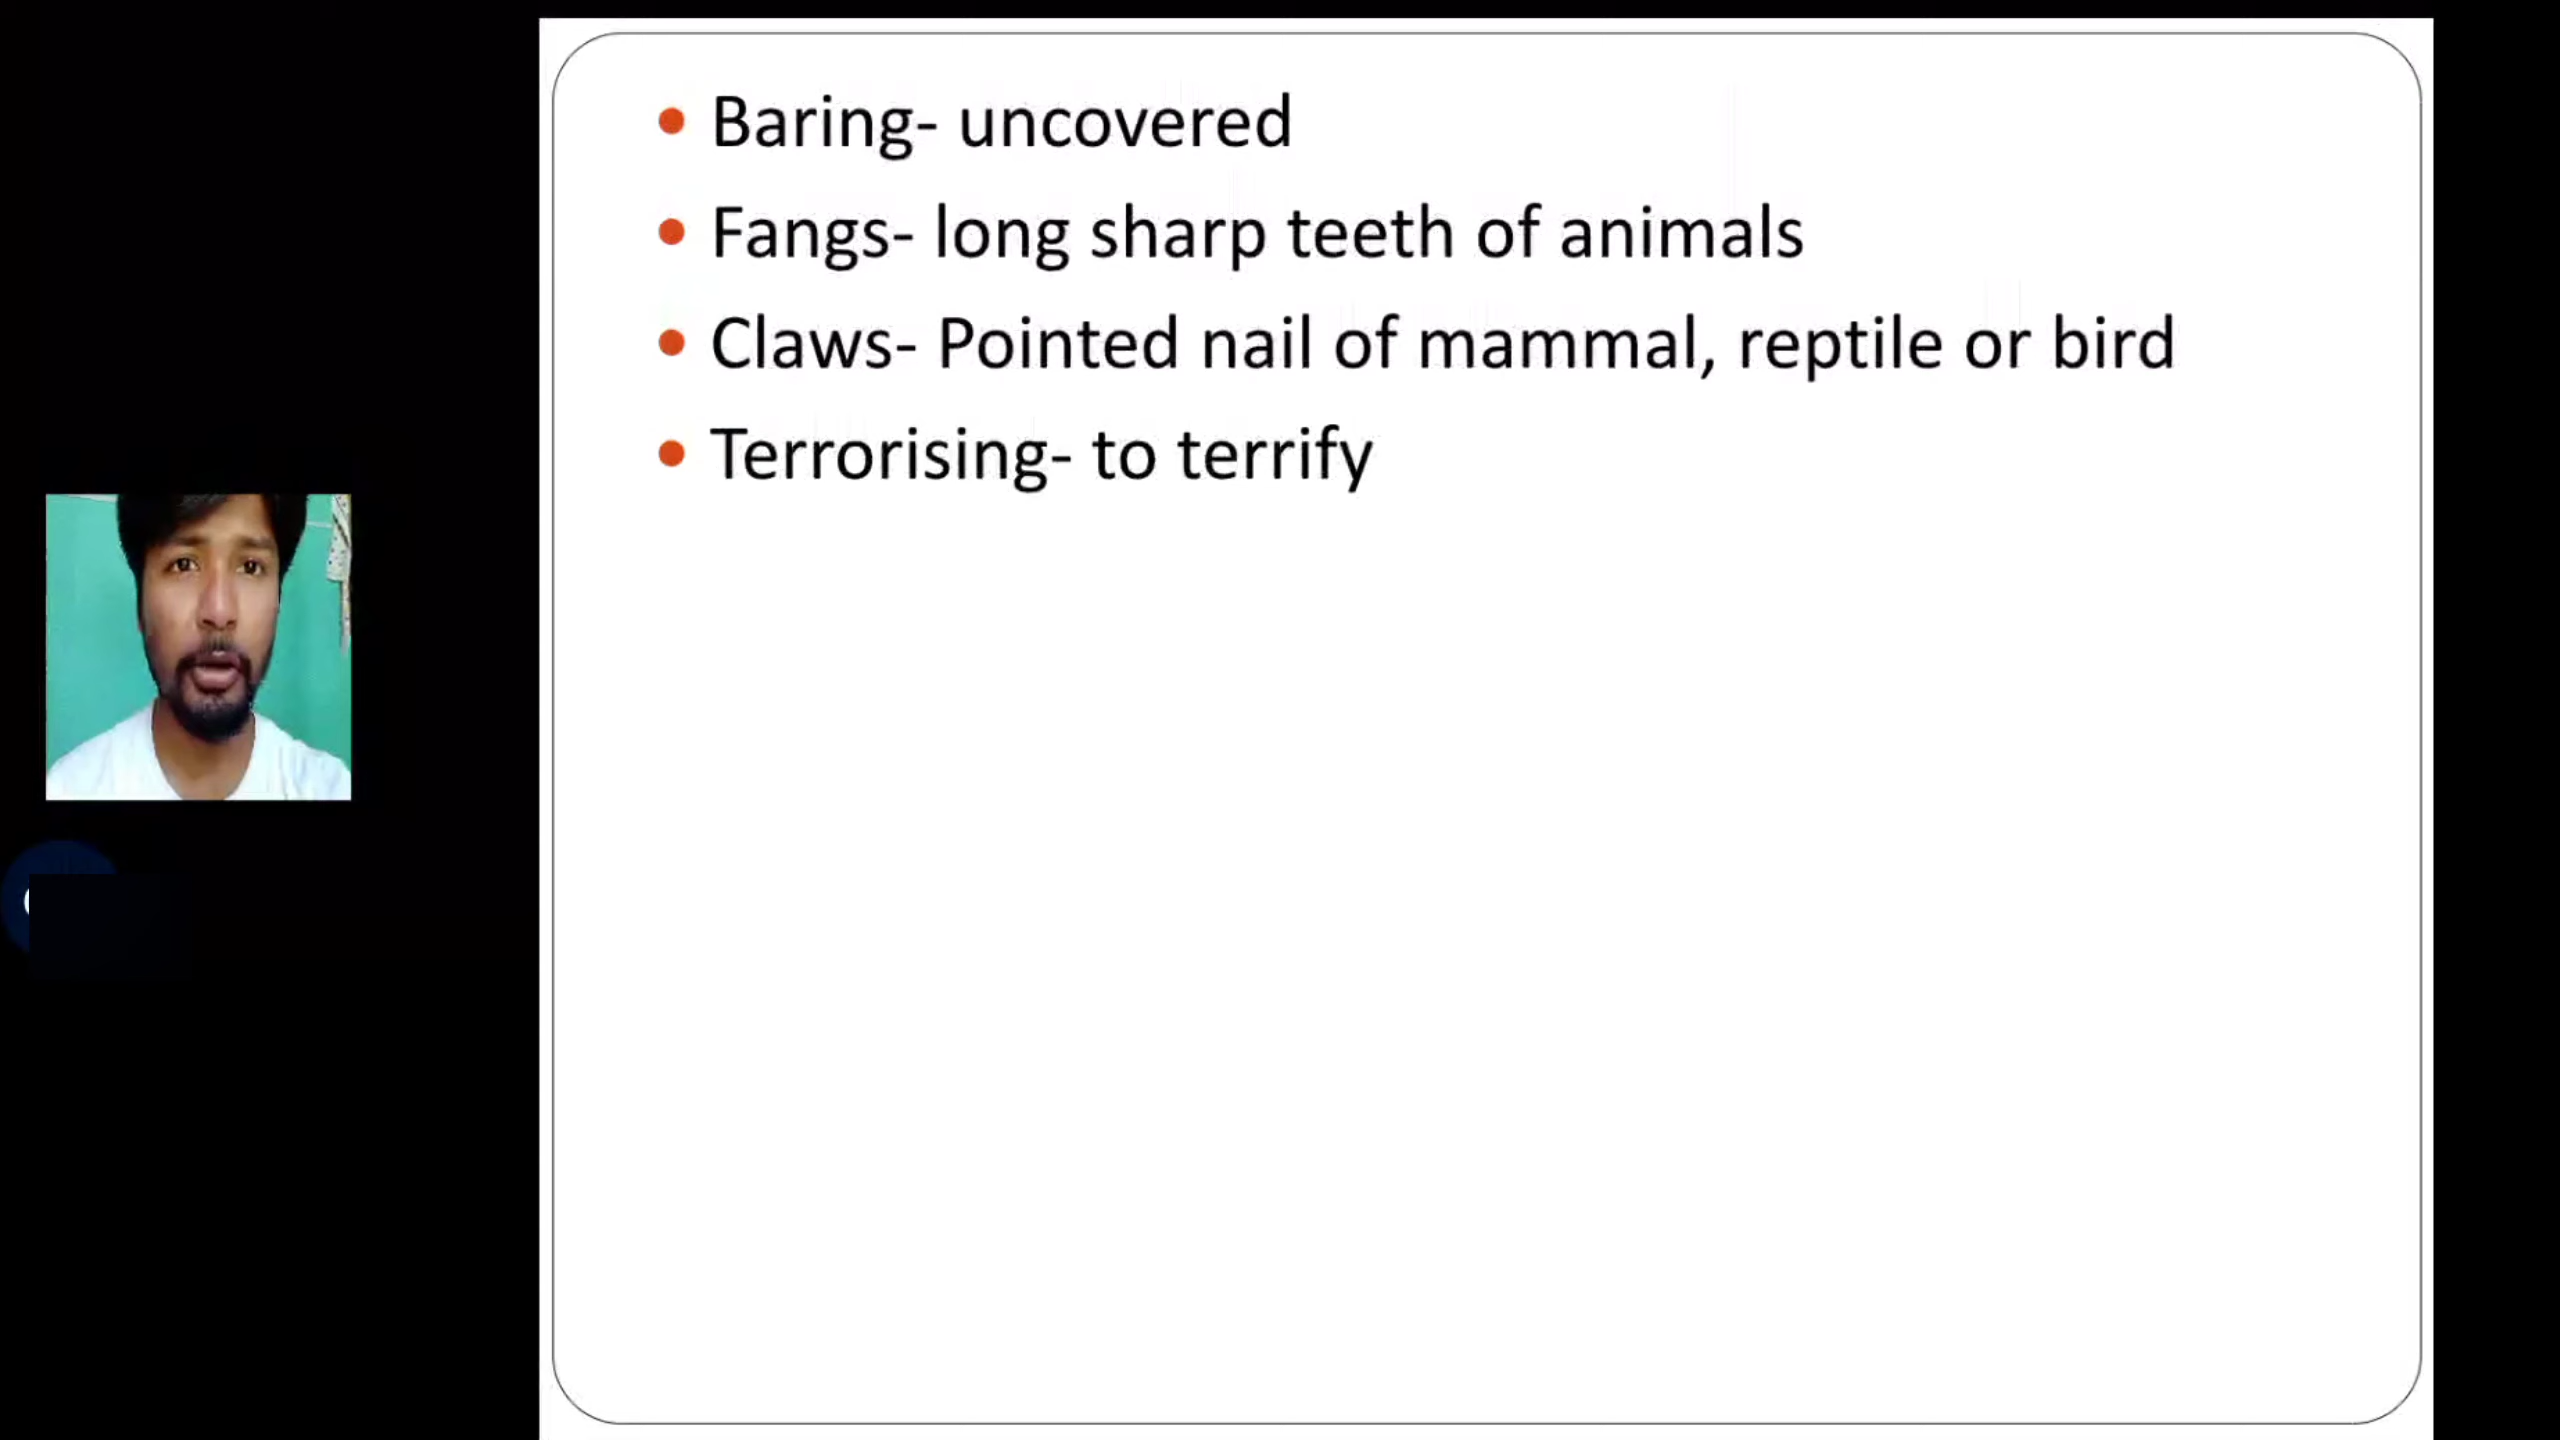 Baring- uncovered
Fangs- long sharp teeth of animals
Claws- Pointed nail of mammal, reptile or bird
Terrorising- to terrify